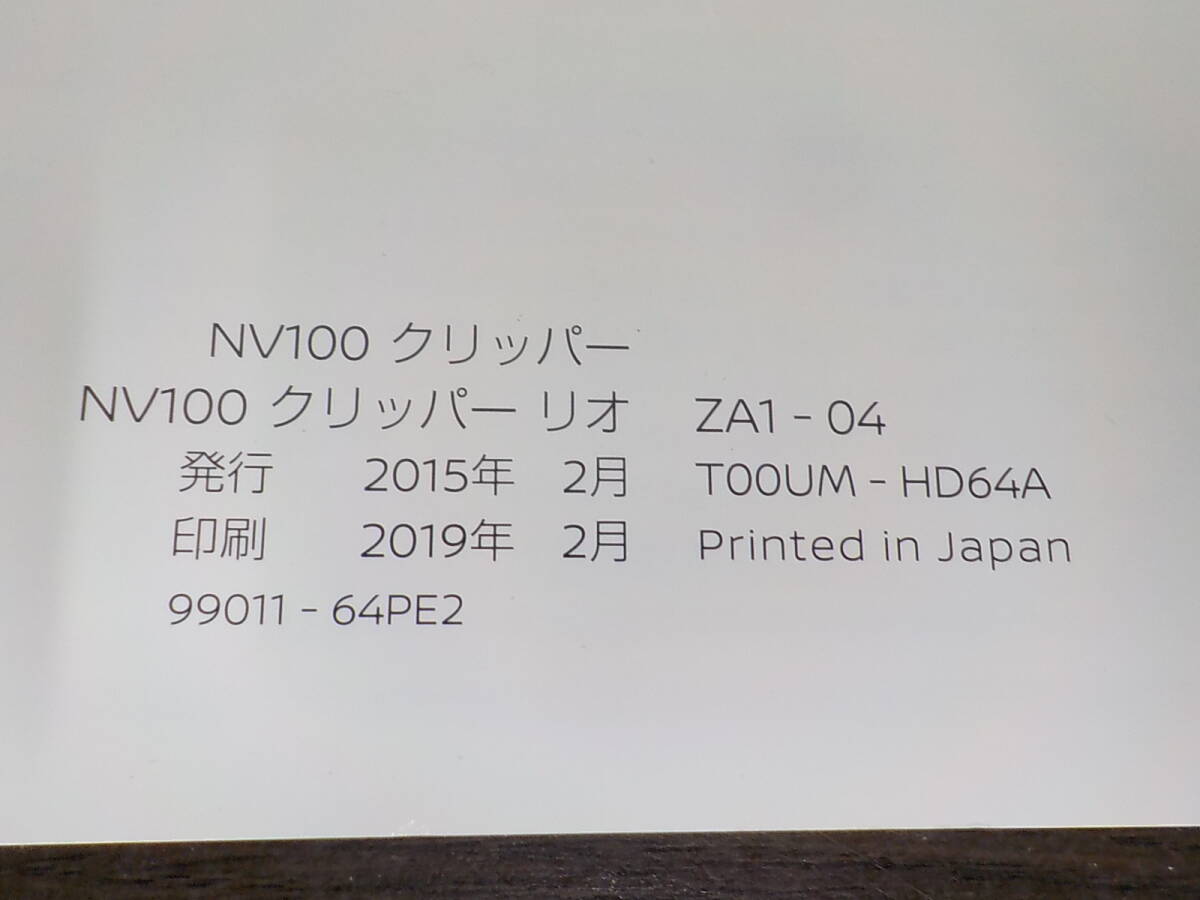 NV100 クリッパー
NV100 クリッパー リオ ZA1 - 04
発行 2015年 2月 T00UM - HD64A
印刷 2019年 2月 Printed in Japan
99011 - 64PE2